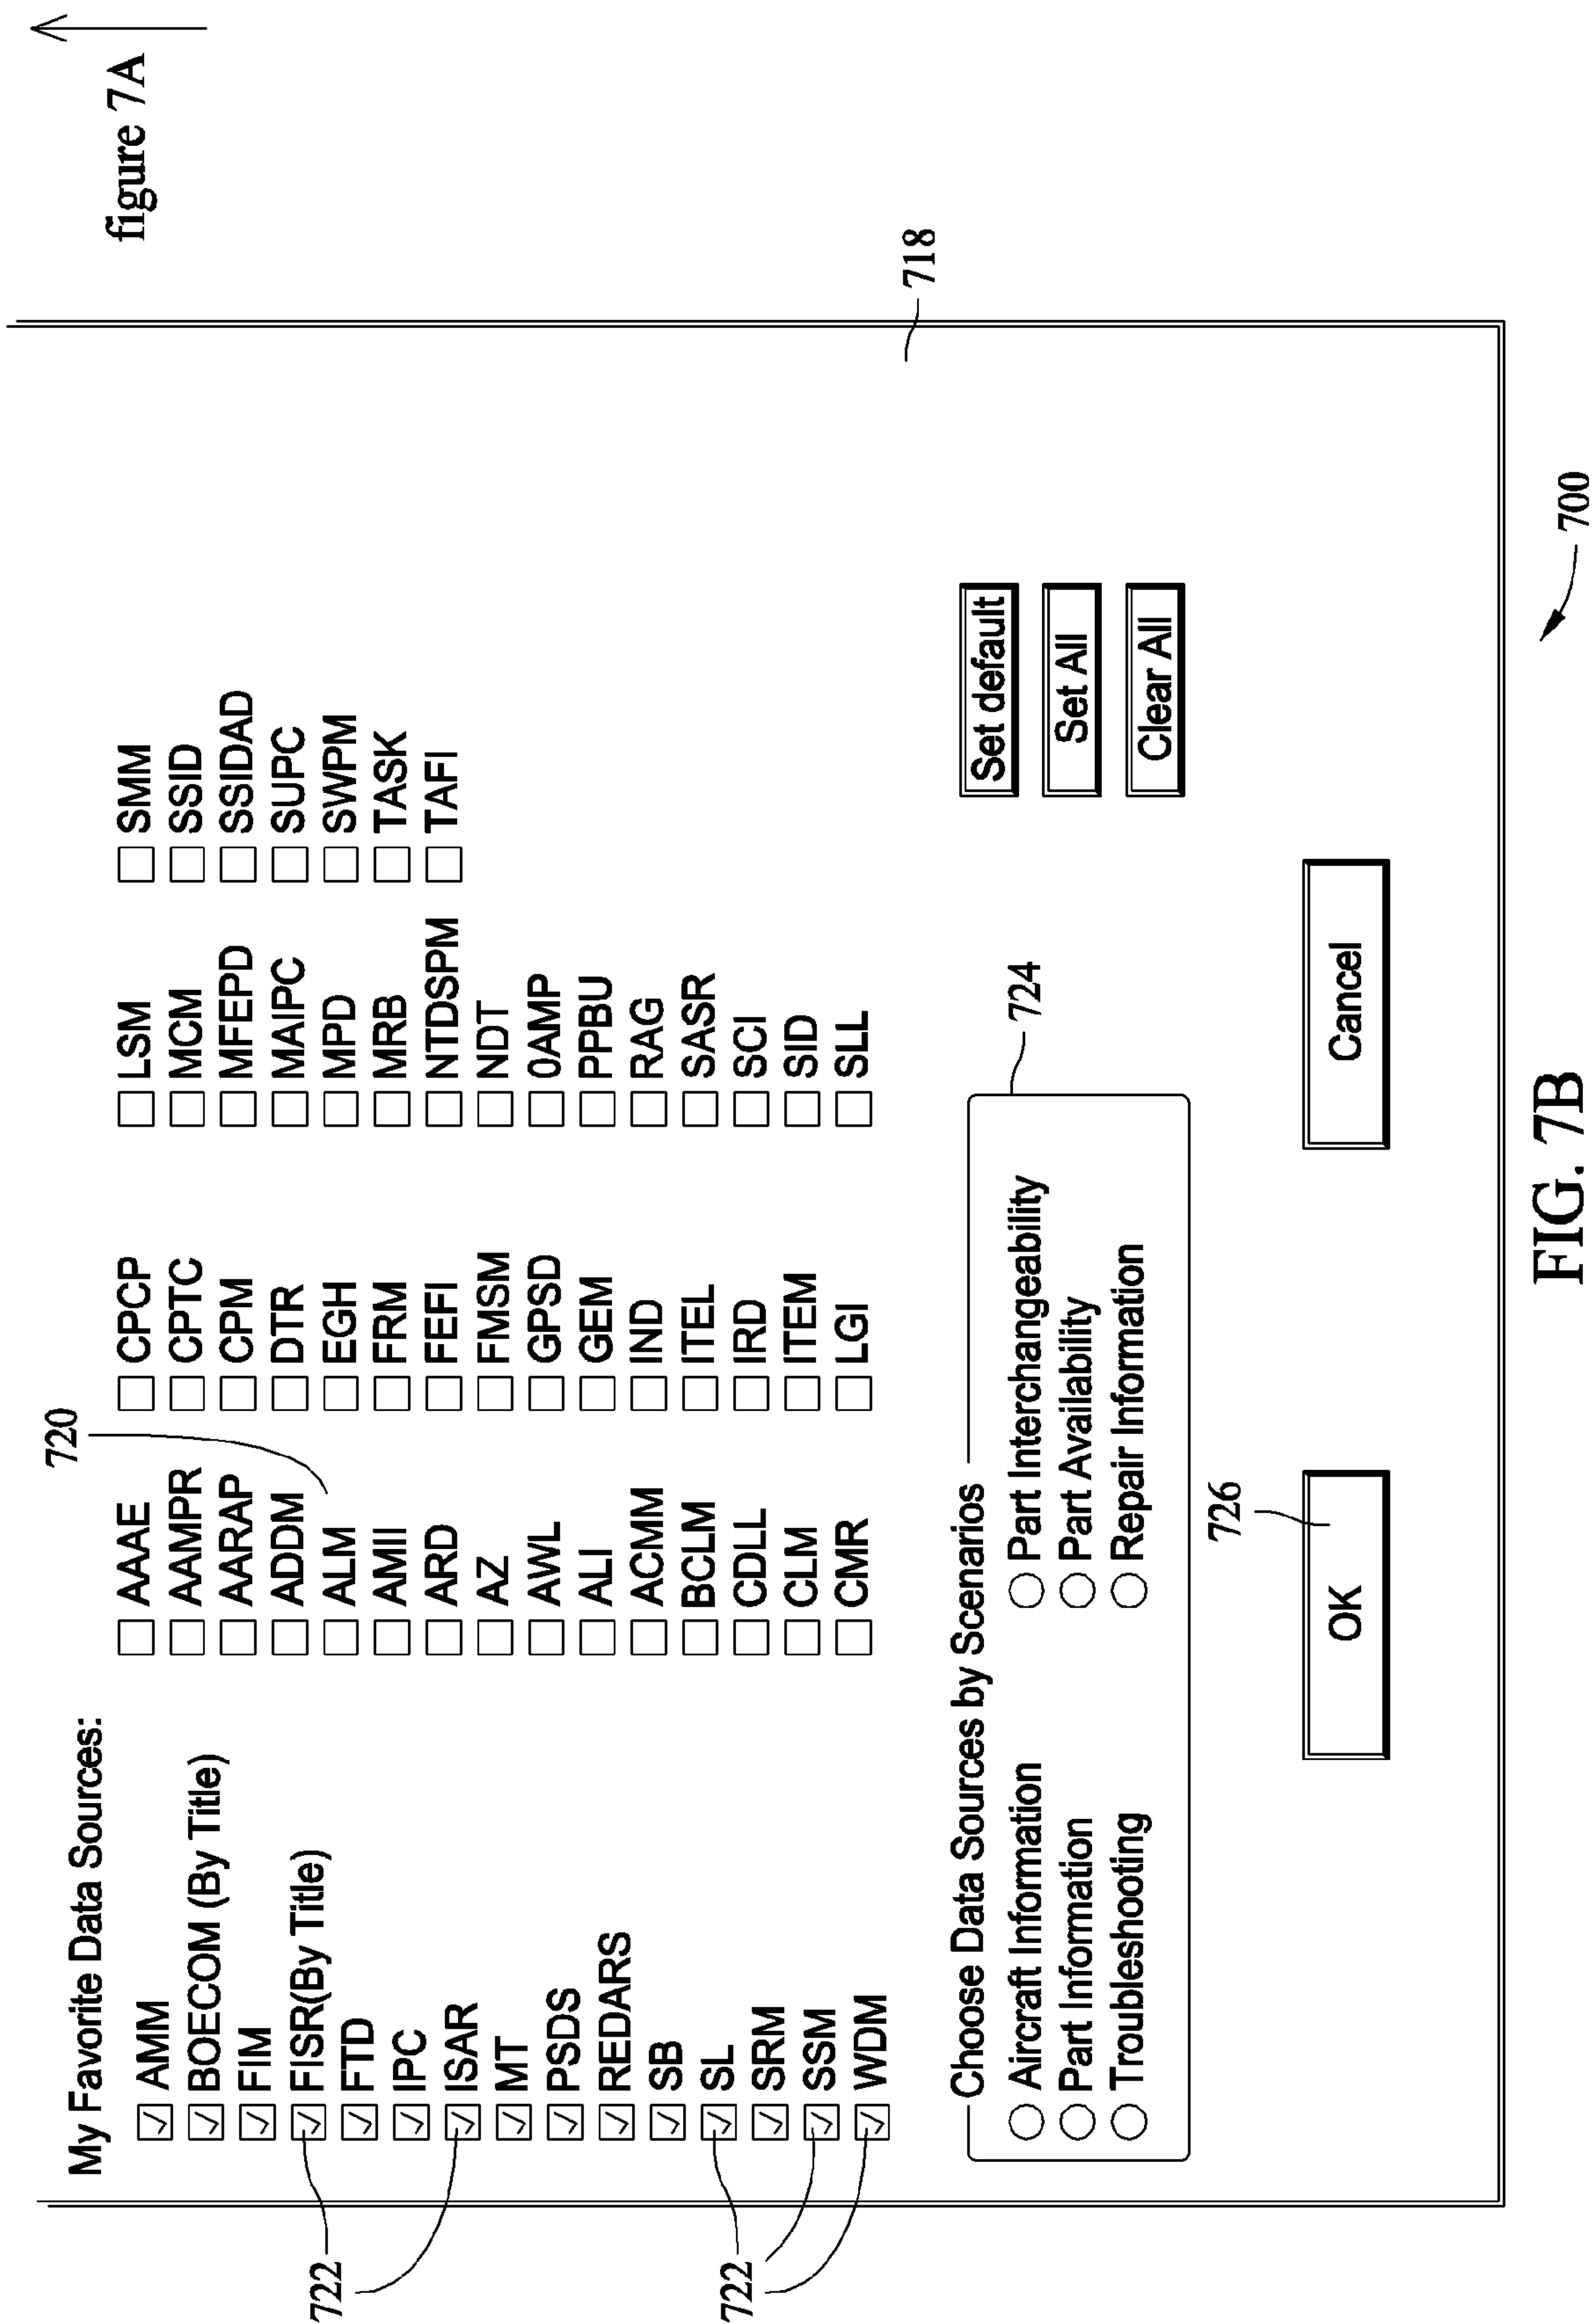 figure 7A
My Favorite Data Sources:
AMM
BOECOM (By Title)
FIM
FISR(By Title)
FTD
IPC
ISAR
MT
PSDS
REDARS
SB
SL
SRM
SSM
WDM
722
722
AAAE
AAMPR
AARAP
ADDM
ALM
AMII
ARD
AZ
AWL
ALI
ACMM
BCLM
CDLL
CLM
CMR
720
CPCP
CPTC
CPM
DTR
EGH
FRM
FEFI
FMSM
GPSD
GEM
IND
ITEL
IRD
ITEM
LGI
LSM
MCM
MFEPD
MAIPC
MPD
MRB
NTDSPM
NDT
0AMP
PPBU
RAG
SASR
SCI
SID
SLL
SMM
SSID
SSIDAD
SUPC
SWPM
TASK
TAFI
718
Choose Data Sources by Scenarios
Aircraft Information
Part Information
Troubleshooting
Part Interchangeability
Part Availability
Repair Information
724
Set default
Set All
Clear All
726
OK
Cancel
700
FIG. 7B